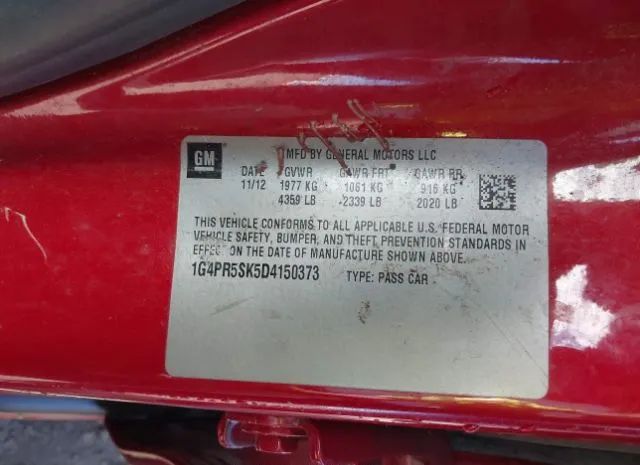 GM
MFD BY GENERAL MOTORS LLC
DATE GVWR GAWR FRT GAWR RR
11/12 1977 KG 1061 KG 916 KG
4359 LB 2339 LB 2020 LB
THIS VEHICLE CONFORMS TO ALL APPLICABLE U.S. FEDERAL MOTOR
VEHICLE SAFETY, BUMPER, AND THEFT PREVENTION STANDARDS IN
EFFECT ON THE DATE OF MANUFACTURE SHOWN ABOVE.
1G4PR5SK5D4150373 TYPE: PASS CAR